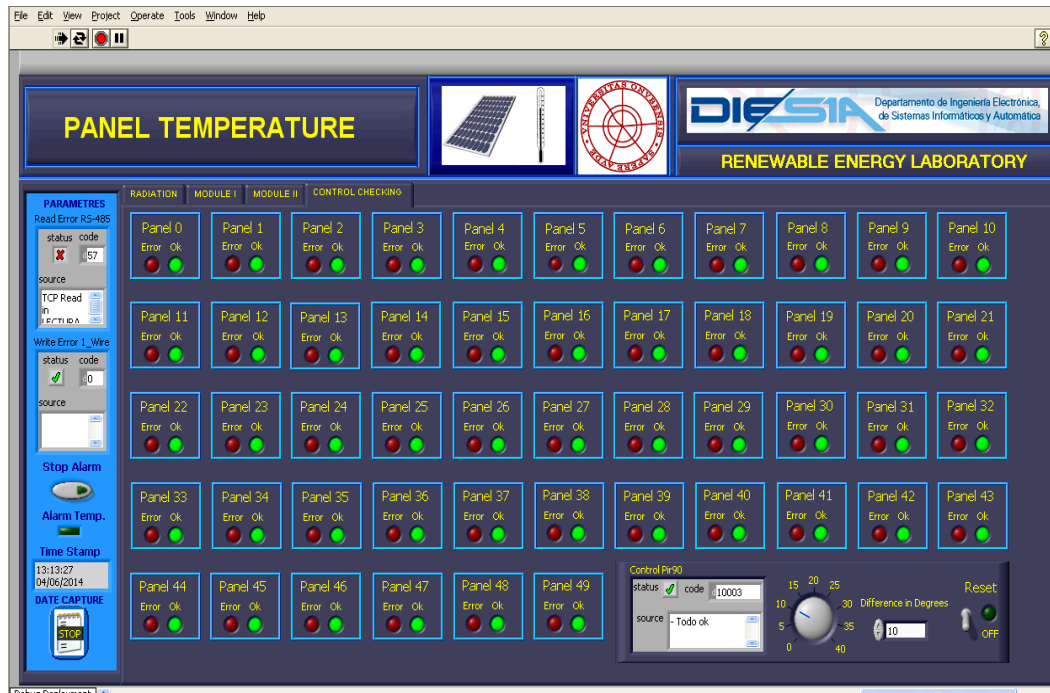 File Edit View Project Operate Tools Window Help
PANEL TEMPERATURE
VNIVERSITAS ONVBENSIS · SAPERE AVDE ·
DIESIA
Departamento de Ingeniería Electrónica,
de Sistemas Informáticos y Automática
RENEWABLE ENERGY LABORATORY
PARAMETRES
Read Error RS-485
status code
57
source
TCP Read
in
LECTURA
Write Error 1_Wire
status code
0
source
Stop Alarm
Alarm Temp.
Time Stamp
13:13:27
04/06/2014
DATE CAPTURE
STOP
RADIATION MODULE I MODULE II CONTROL CHECKING
Panel 0 Panel 1 Panel 2 Panel 3 Panel 4 Panel 5 Panel 6 Panel 7 Panel 8 Panel 9 Panel 10
Error Ok Error Ok Error Ok Error Ok Error Ok Error Ok Error Ok Error Ok Error Ok Error Ok Error Ok
Panel 11 Panel 12 Panel 13 Panel 14 Panel 15 Panel 16 Panel 17 Panel 18 Panel 19 Panel 20 Panel 21
Error Ok Error Ok Error Ok Error Ok Error Ok Error Ok Error Ok Error Ok Error Ok Error Ok Error Ok
Panel 22 Panel 23 Panel 24 Panel 25 Panel 26 Panel 27 Panel 28 Panel 29 Panel 30 Panel 31 Panel 32
Error Ok Error Ok Error Ok Error Ok Error Ok Error Ok Error Ok Error Ok Error Ok Error Ok Error Ok
Panel 33 Panel 34 Panel 35 Panel 36 Panel 37 Panel 38 Panel 39 Panel 40 Panel 41 Panel 42 Panel 43
Error Ok Error Ok Error Ok Error Ok Error Ok Error Ok Error Ok Error Ok Error Ok Error Ok Error Ok
Panel 44 Panel 45 Panel 46 Panel 47 Panel 48 Panel 49
Error Ok Error Ok Error Ok Error Ok Error Ok Error Ok
Control Pir90
status code 10003
source - Todo ok
0 5 10 15 20 25 30 35 40
Difference in Degrees
10
Reset
OFF
Debug Deployment